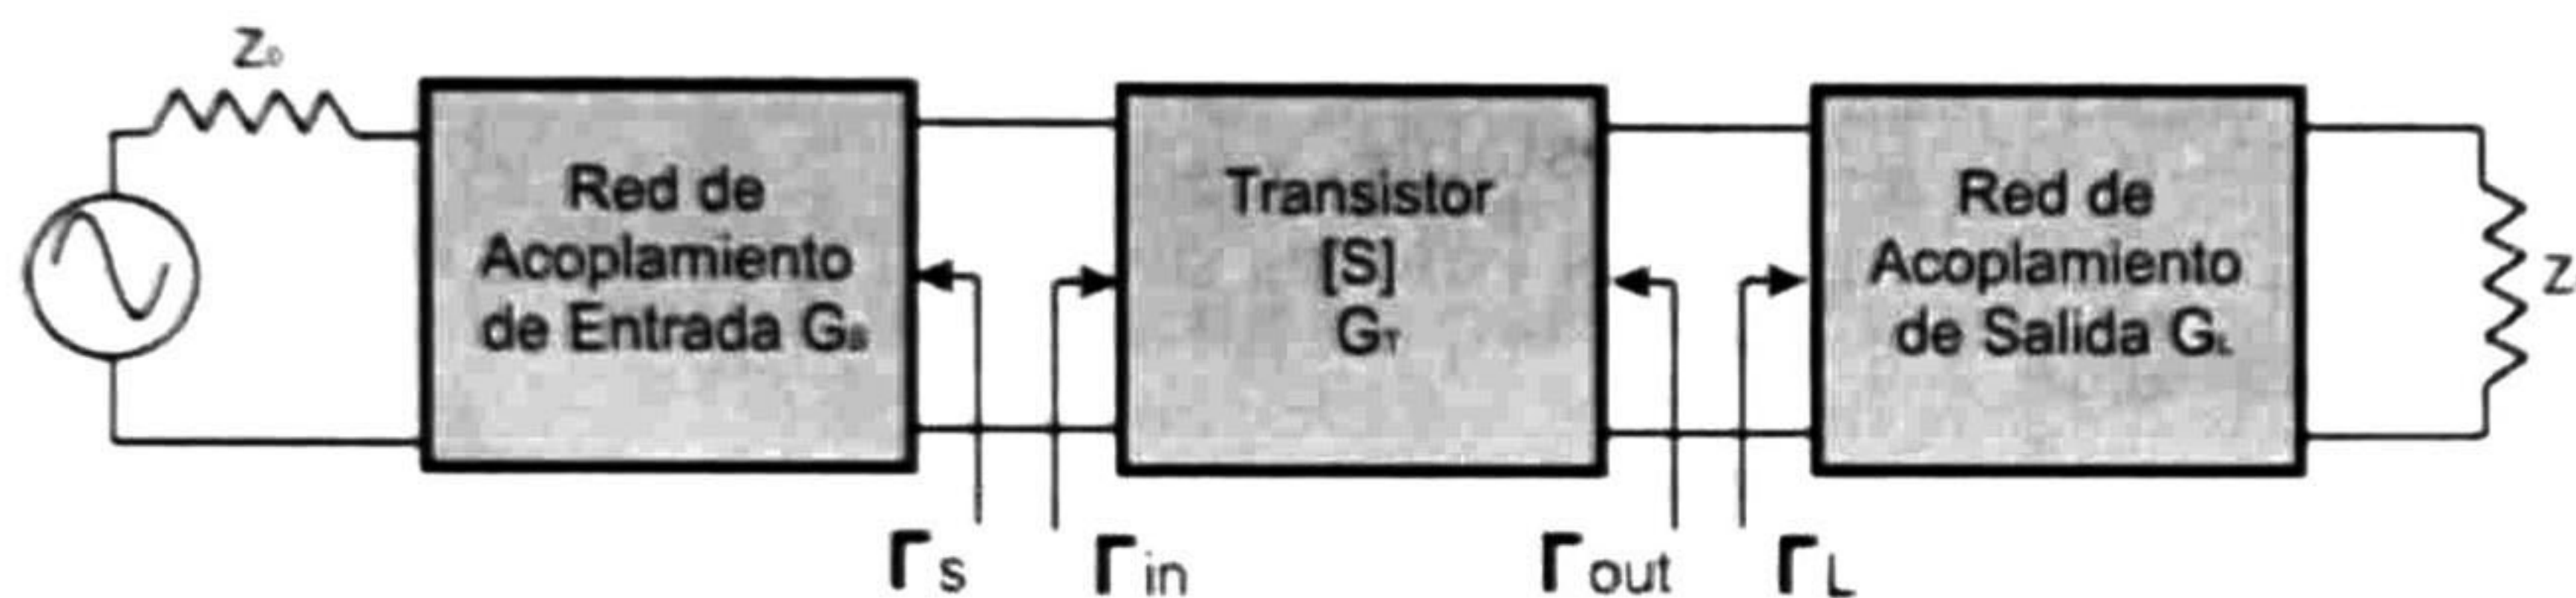 Z₀
Red de
Acoplamiento
de Entrada Gs
Transistor
[S]
GT
Red de
Acoplamiento
de Salida GL
Z
Γs
Γin
Γout
ΓL